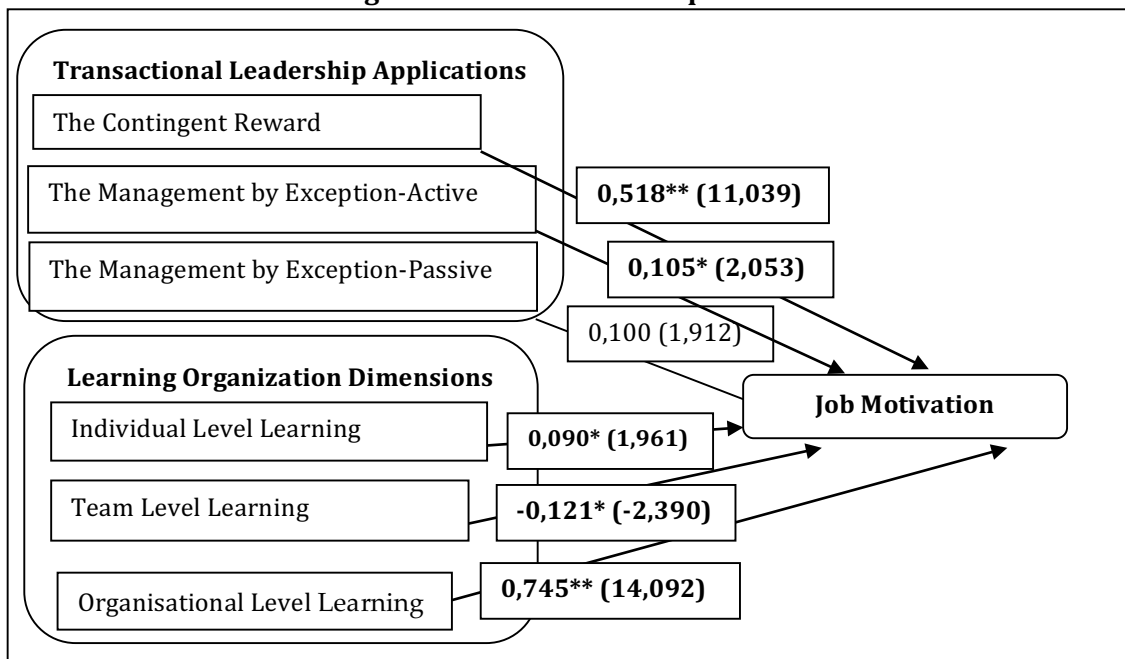 Transactional Leadership Applications
The Contingent Reward
The Management by Exception-Active
0,518** (11,039)
The Management by Exception-Passive
0,105* (2,053)
0,100 (1,912)
Learning Organization Dimensions
Job Motivation
Individual Level Learning
0,090* (1,961)
Team Level Learning
-0,121* (-2,390)
Organisational Level Learning
0,745** (14,092)